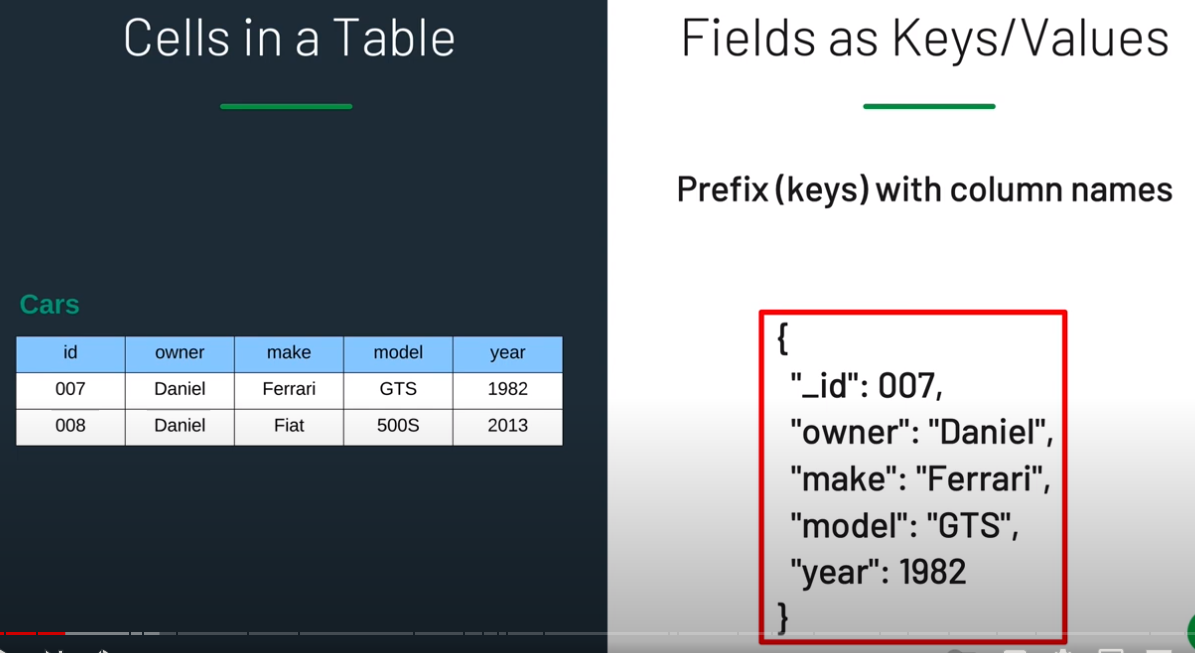 Cells in a Table
Cars
id owner make model year
007 Daniel Ferrari GTS 1982
008 Daniel Fiat 500S 2013
Fields as Keys/Values
Prefix (keys) with column names
{
"_id": 007,
"owner": "Daniel",
"make": "Ferrari",
"model": "GTS",
"year": 1982
}